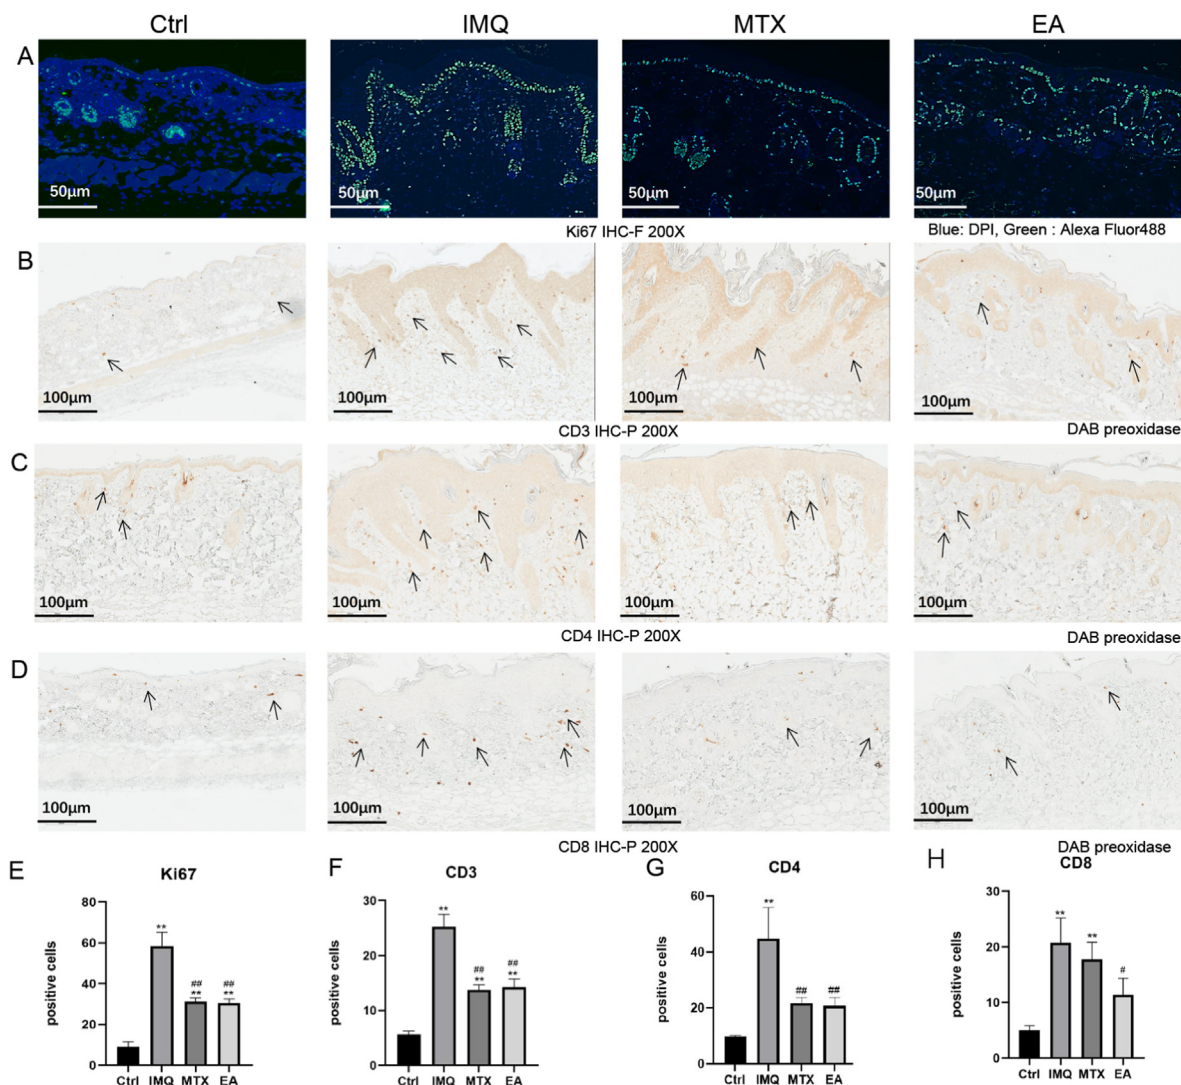 Ctrl IMQ MTX EA
A
50μm 50μm 50μm 50μm
Ki67 IHC-F 200X Blue: DPI, Green : Alexa Fluor488
B
100μm 100μm 100μm 100μm
CD3 IHC-P 200X DAB preoxidase
C
100μm 100μm 100μm 100μm
CD4 IHC-P 200X DAB preoxidase
D
100μm 100μm 100μm 100μm
CD8 IHC-P 200X DAB preoxidase
E
Ki67
positive cells
80
60
40
20
0
**
##
**
##
**
Ctrl IMQ MTX EA
F
CD3
positive cells
30
20
10
0
**
##
**
##
**
Ctrl IMQ MTX EA
G
CD4
positive cells
60
40
20
0
**
##
##
Ctrl IMQ MTX EA
H
CD8
positive cells
30
20
10
0
**
**
#
Ctrl IMQ MTX EA